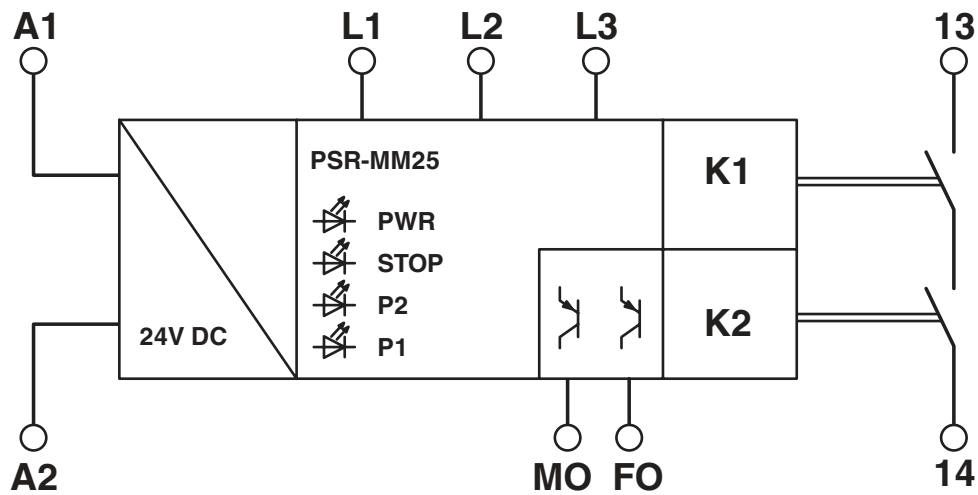 A1 L1 L2 L3 13
PSR-MM25
K1
PWR
STOP
P2
K2
24V DC
P1
A2 MO FO 14